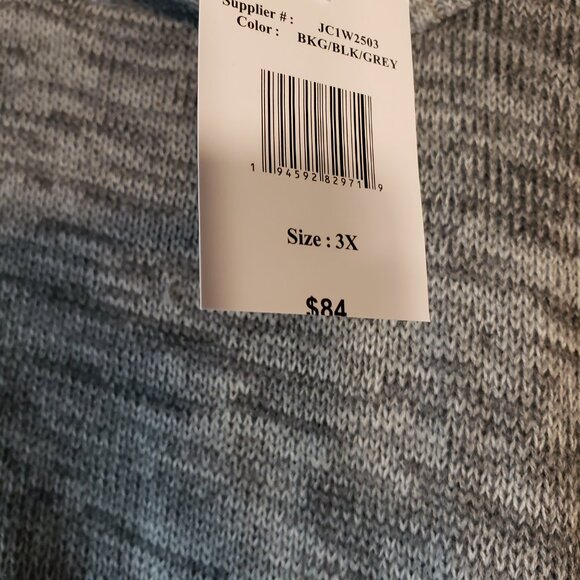 Supplier # : JC1W2503
Color : BKG/BLK/GREY
1 94592 82971 9
Size : 3X
$84